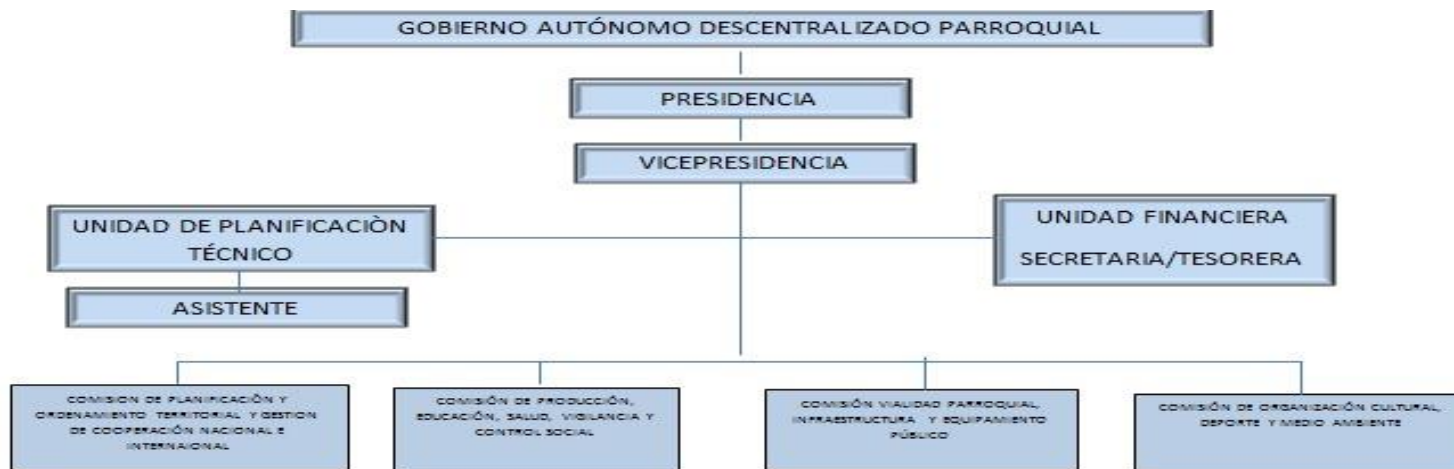 GOBIERNO AUTÓNOMO DESCENTRALIZADO PARROQUIAL
PRESIDENCIA
VICEPRESIDENCIA
UNIDAD DE PLANIFICACIÒN
TÉCNICO
UNIDAD FINANCIERA
SECRETARIA/TESORERA
ASISTENTE
COMISION DE PLANIFICACIÒN Y
ORDENAMIENTO TERRITORIAL Y GESTION
DE COOPERACIÓN NACIONAL E
INTERNAIONAL
COMISIÓN DE PRODUCCIÓN,
EDUCACIÓN, SALUD, VIGILANCIA Y
CONTROL SOCIAL
COMISIÓN VIALIDAD PARROQUIAL,
INFRAESTRUCTURA Y EQUIPAMIENTO
PÚBLICO
COMISIÓN DE ORGANIZACIÓN CULTURAL,
DEPORTE Y MEDIO AMBIENTE